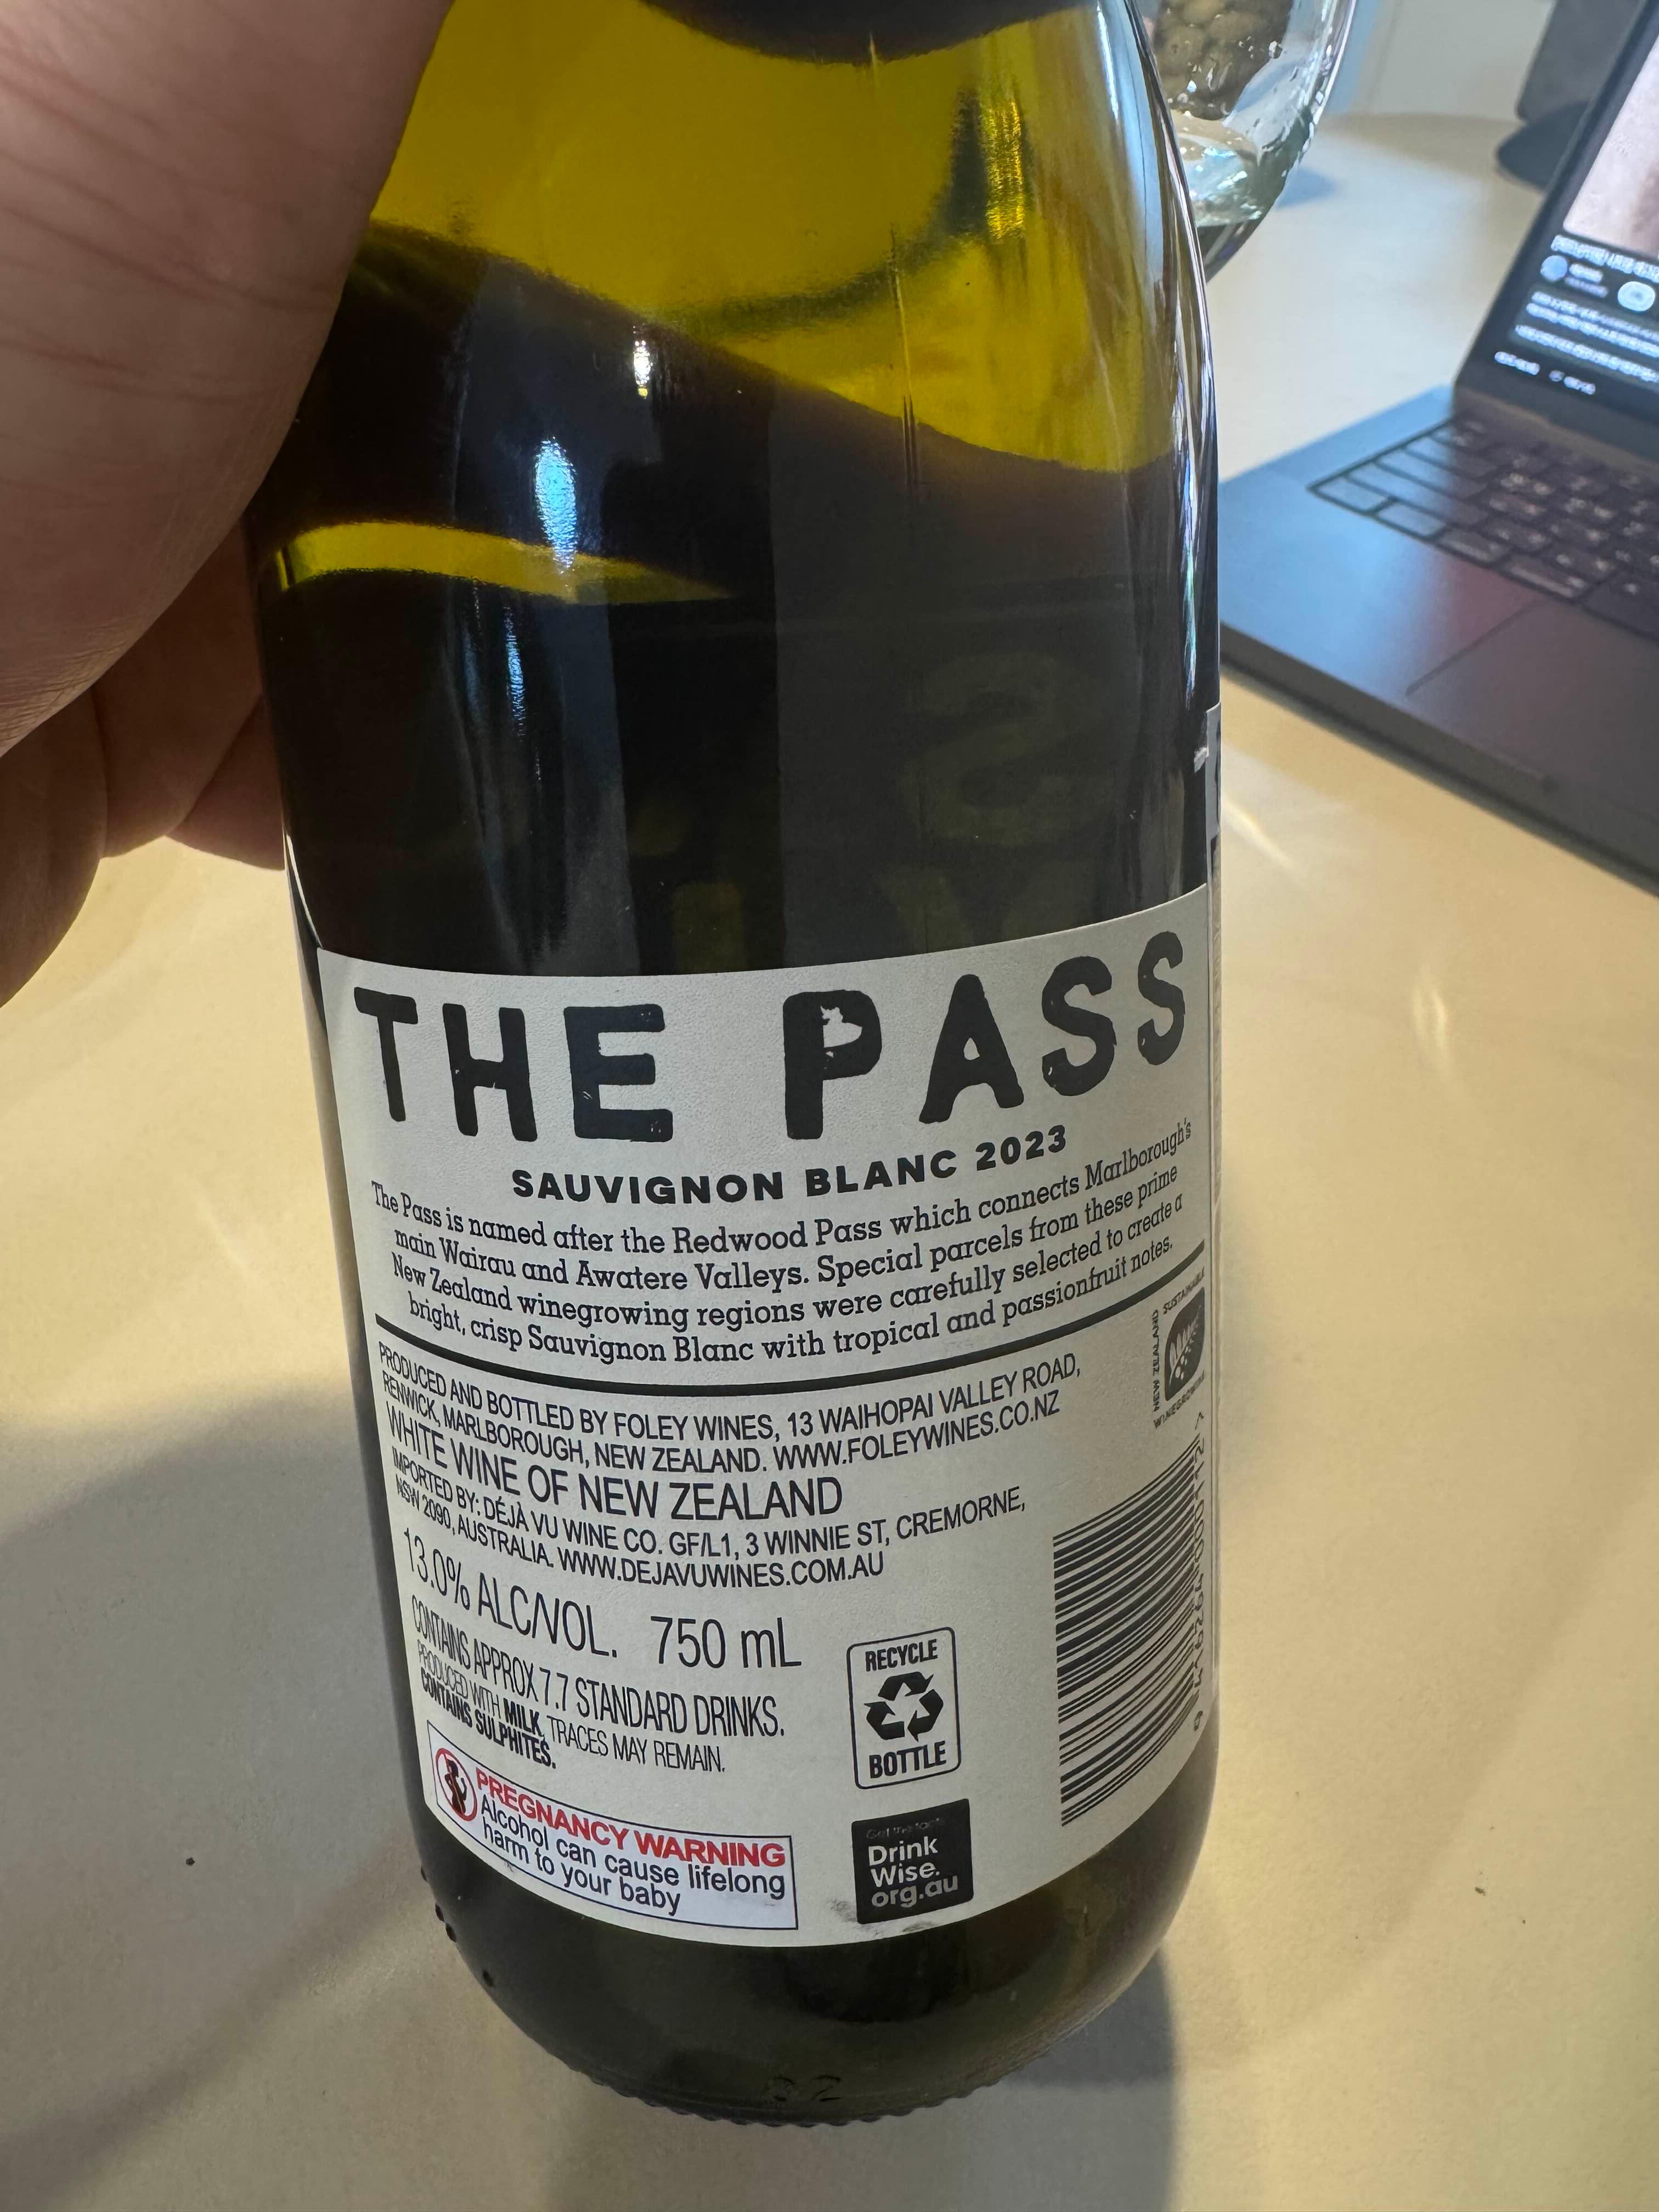 THE PASS
SAUVIGNON BLANC 2023
The Pass is named after the Redwood Pass which connects Marlborough's
main Wairau and Awatere Valleys. Special parcels from these prime
New Zealand winegrowing regions were carefully selected to create a
bright, crisp Sauvignon Blanc with tropical and passionfruit notes.
PRODUCED AND BOTTLED BY FOLEY WINES, 13 WAIHOPAI VALLEY ROAD,
RENWICK, MARLBOROUGH, NEW ZEALAND. WWW.FOLEYWINES.CO.NZ
WHITE WINE OF NEW ZEALAND
IMPORTED BY: DÉJÀ VU WINE CO. GF/L1, 3 WINNIE ST, CREMORNE,
NSW 2090, AUSTRALIA. WWW.DEJAVUWINES.COM.AU
13.0% ALC/VOL. 750 mL
CONTAINS APPROX 7.7 STANDARD DRINKS.
PRODUCED WITH MILK, TRACES MAY REMAIN.
CONTAINS SULPHITES.
PREGNANCY WARNING
Alcohol can cause lifelong
harm to your baby
RECYCLE
BOTTLE
Get the facts
Drink
Wise.
org.au
SUSTAINABLE
NEW ZEALAND
WINEGROWING